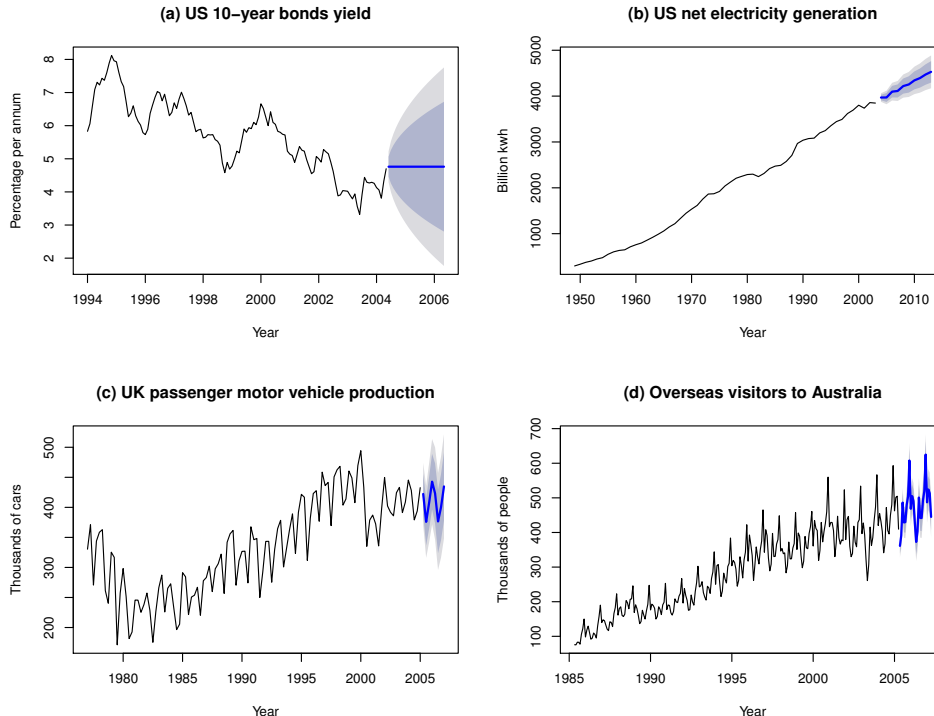 (a) US 10−year bonds yield
Percentage per annum
8
7
6
5
4
3
2
1994 1996 1998 2000 2002 2004 2006
Year
(b) US net electricity generation
Billion kwh
5000
4000
3000
2000
1000
1950 1960 1970 1980 1990 2000 2010
Year
(c) UK passenger motor vehicle production
Thousands of cars
500
400
300
200
1980 1985 1990 1995 2000 2005
Year
(d) Overseas visitors to Australia
Thousands of people
700
600
500
400
300
200
100
1985 1990 1995 2000 2005
Year